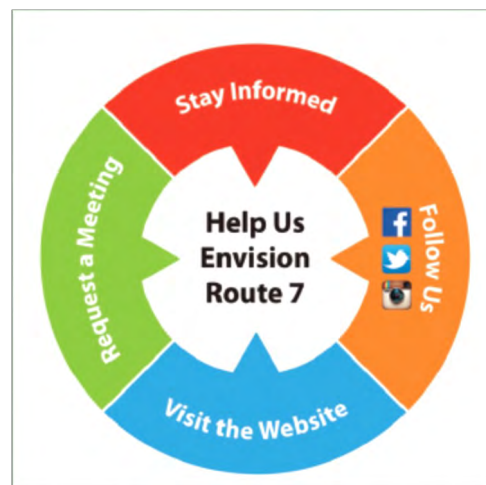 Stay Informed
Request a Meeting
Help Us
Envision
Route 7
Follow Us
Visit the Website